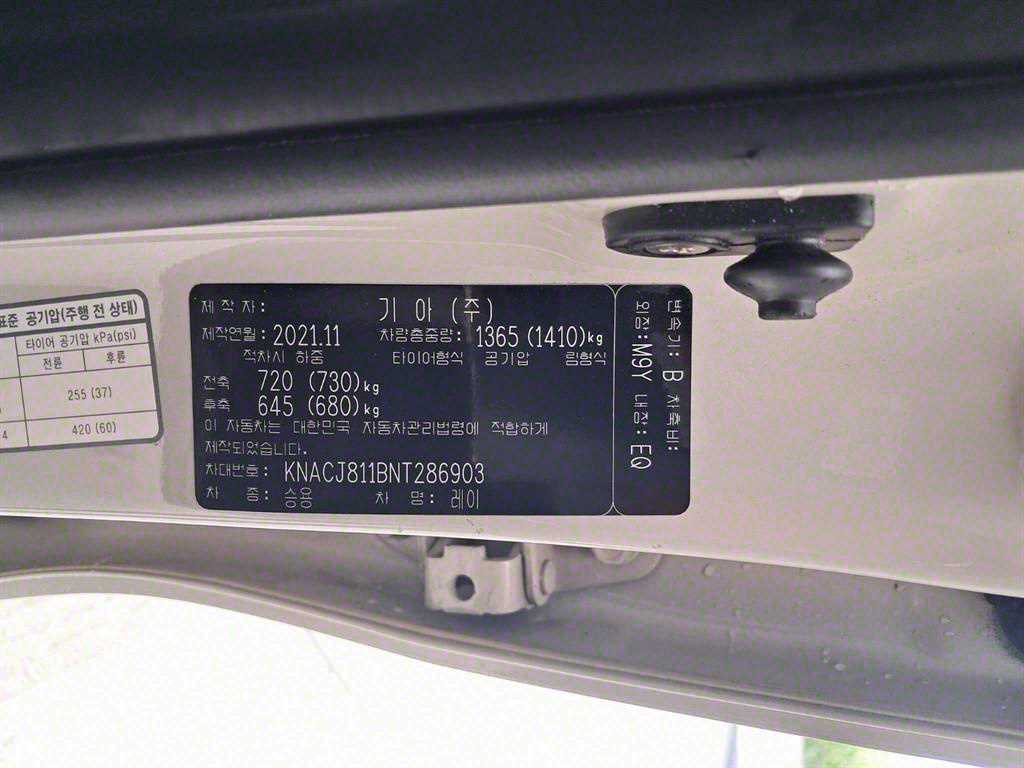 표준 공기압(주행 전 상태)
타이어 공기압 kPa(psi)
전륜 후륜
255 (37)
4 420 (60)
제 작 자: 기 아 (주)
제작연월: 2021.11 차량총중량: 1365 (1410)kg
적차시 하중 타이어형식 공기압 림형식
전축 720 (730)kg
후축 645 (680)kg
이 자동차는 대한민국 자동차관리법령에 적합하게
제작되었습니다.
차대번호: KNACJ811BNT286903
차 종: 승용 차 명: 레이
변속기: B 차축비:
외장: M9Y 내장: EQ